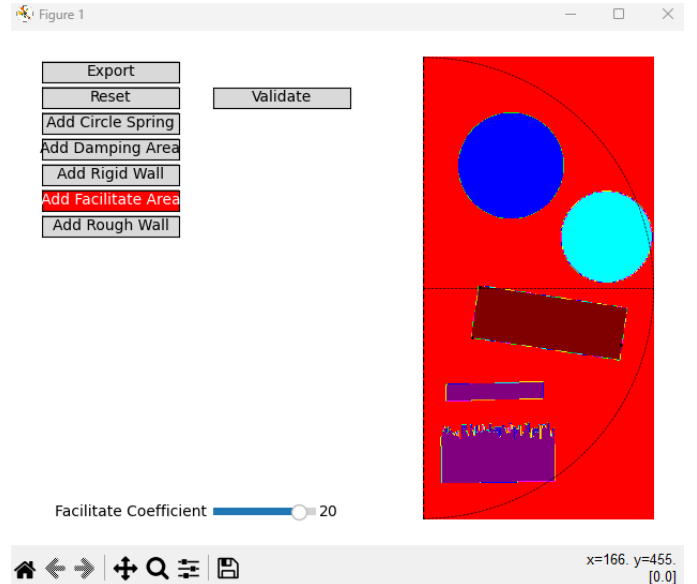 Figure 1
Export
Reset
Validate
Add Circle Spring
Add Damping Area
Add Rigid Wall
Add Facilitate Area
Add Rough Wall
Facilitate Coefficient 20
x=166. y=455.
[0.0]